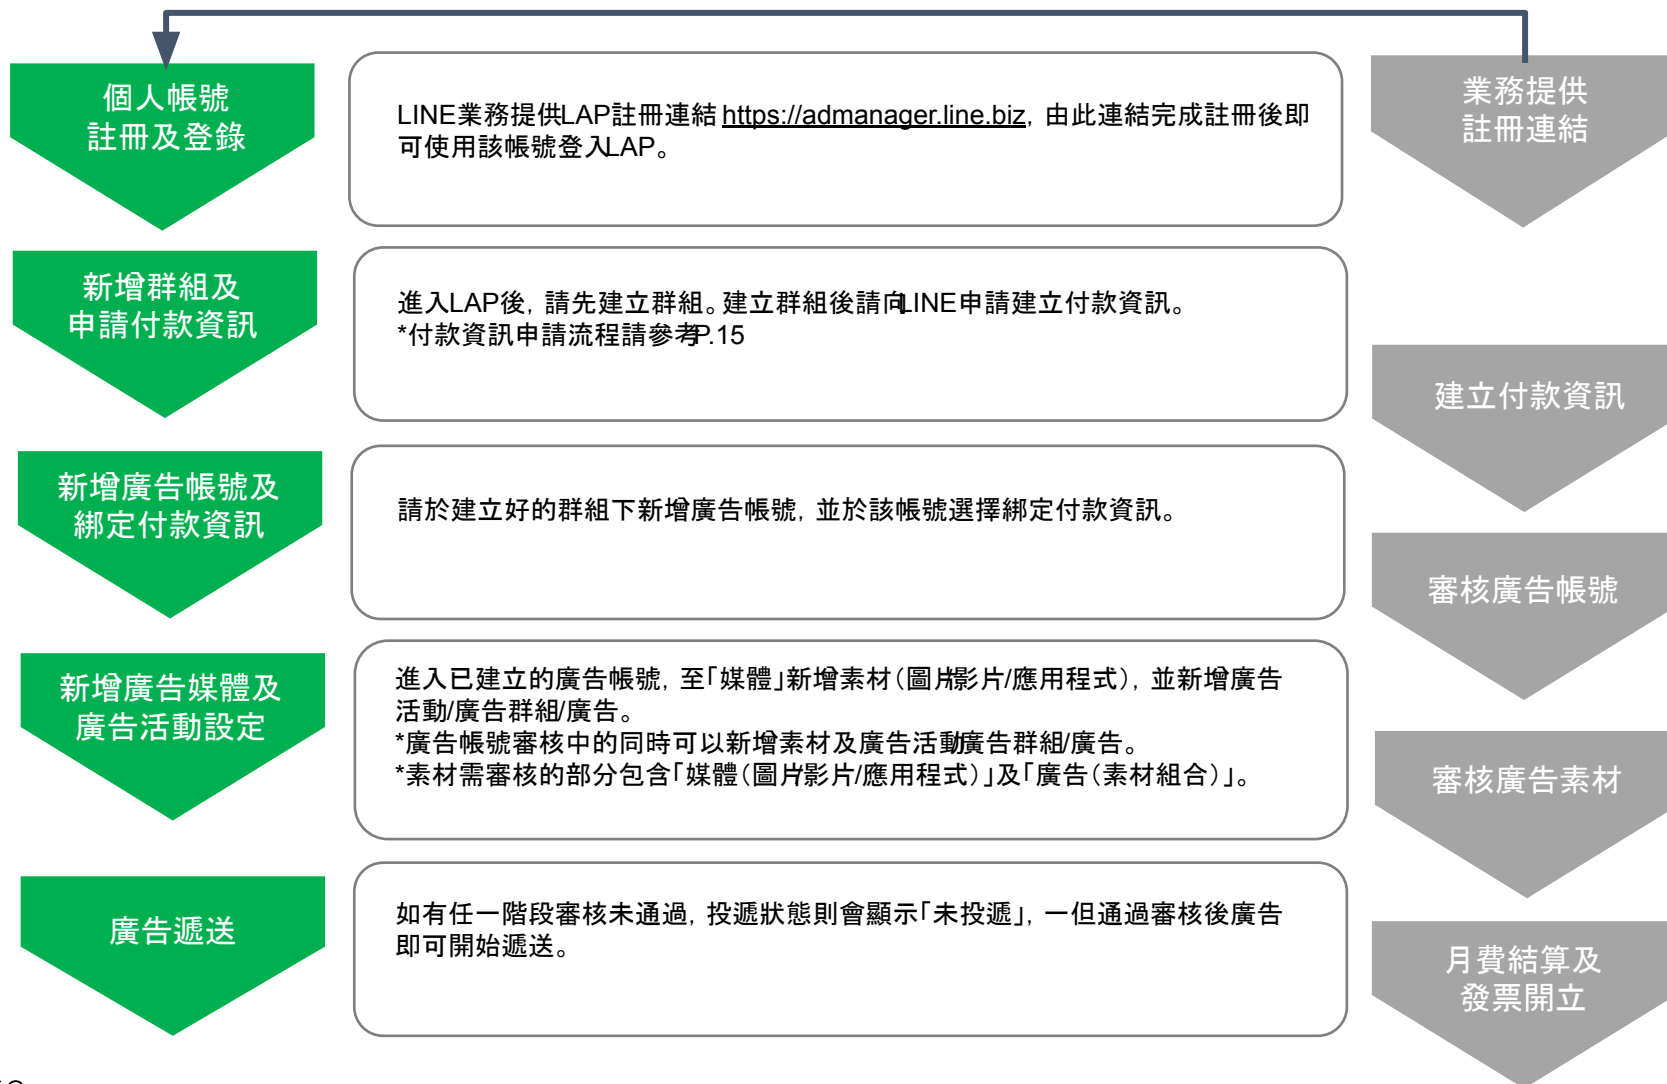 個人帳號
註冊及登錄
LINE業務提供LAP註冊連結 https://admanager.line.biz, 由此連結完成註冊後即
可使用該帳號登入LAP。
業務提供
註冊連結
新增群組及
申請付款資訊
進入LAP後, 請先建立群組。建立群組後請向LINE申請建立付款資訊。
*付款資訊申請流程請參考P.15
建立付款資訊
新增廣告帳號及
綁定付款資訊
請於建立好的群組下新增廣告帳號, 並於該帳號選擇綁定付款資訊。
審核廣告帳號
新增廣告媒體及
廣告活動設定
進入已建立的廣告帳號, 至「媒體」新增素材(圖片/影片/應用程式), 並新增廣告
活動/廣告群組/廣告。
*廣告帳號審核中的同時可以新增素材及廣告活動/廣告群組/廣告。
*素材需審核的部分包含「媒體(圖片/影片/應用程式)」及「廣告(素材組合)」。
審核廣告素材
廣告遞送
如有任一階段審核未通過, 投遞狀態則會顯示「未投遞」, 一但通過審核後廣告
即可開始遞送。
月費結算及
發票開立